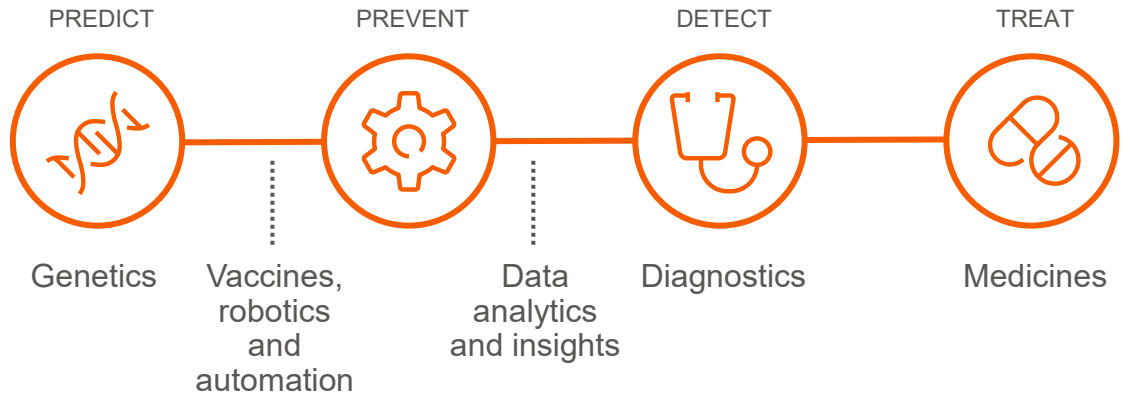 PREDICT
PREVENT
DETECT
TREAT
Genetics
Vaccines,
robotics
and
automation
Data
analytics
and insights
Diagnostics
Medicines